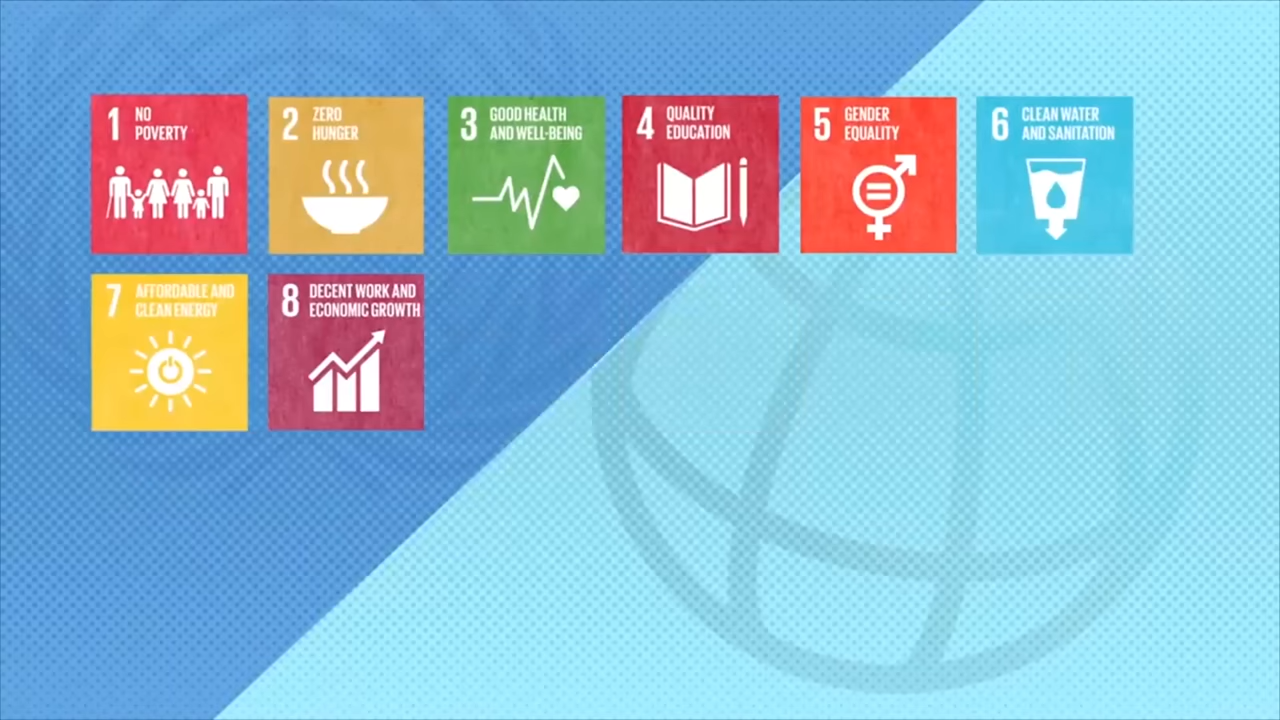 1 NO
POVERTY
2 ZERO
HUNGER
3 GOOD HEALTH
AND WELL-BEING
4 QUALITY
EDUCATION
5 GENDER
EQUALITY
6 CLEAN WATER
AND SANITATION
7 AFFORDABLE AND
CLEAN ENERGY
8 DECENT WORK AND
ECONOMIC GROWTH